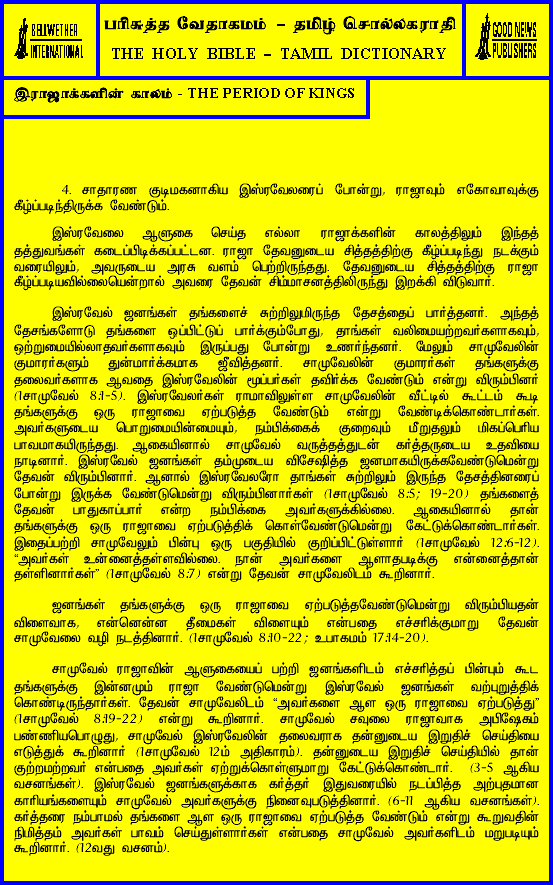 BELLWETHER
INTERNATIONAL
பரிசுத்த வேதாகமம் – தமிழ் சொல்லகராதி
THE HOLY BIBLE – TAMIL DICTIONARY
GOOD NEWS
PUBLISHERS
இராஜாக்களின் காலம் - THE PERIOD OF KINGS
4. சாதாரண குடிமகனாகிய இஸ்ரவேலரைப் போன்று, ராஜாவும் எகோவாவுக்கு
கீழ்ப்படிந்திருக்க வேண்டும்.
இஸ்ரவேலை ஆளுகை செய்த எல்லா ராஜாக்களின் காலத்திலும் இந்தத்
தத்துவங்கள் கடைப்பிடிக்கப்பட்டன. ராஜா தேவனுடைய சித்தத்திற்கு கீழ்ப்படிந்து நடக்கும்
வரையிலும், அவருடைய அரசு வளம் பெற்றிருந்தது. தேவனுடைய சித்தத்திற்கு ராஜா
கீழ்ப்படியவில்லையென்றால் அவரை தேவன் சிம்மாசனத்திலிருந்து இறக்கி விடுவார்.
இஸ்ரவேல் ஜனங்கள் தங்களைச் சுற்றிலுமிருந்த தேசத்தைப் பார்த்தனர். அந்தத்
தேசங்களோடு தங்களை ஒப்பிட்டுப் பார்க்கும்போது, தாங்கள் வலிமையற்றவர்களாகவும்,
ஒற்றுமையில்லாதவர்களாகவும் இருப்பது போன்று உணர்ந்தனர். மேலும் சாமுவேலின்
குமாரர்களும் துன்மார்க்கமாக ஜீவித்தனர். சாமுவேலின் குமாரர்கள் தங்களுக்கு
தலைவர்களாக ஆவதை இஸ்ரவேலின் மூப்பர்கள் தவிர்க்க வேண்டும் என்று விரும்பினர்
(1சாமுவேல் 8:1-5). இஸ்ரவேலர்கள் ராமாவிலுள்ள சாமுவேலின் வீட்டில் கூட்டம் கூடி
தங்களுக்கு ஒரு ராஜாவை ஏற்படுத்த வேண்டும் என்று வேண்டிக்கொண்டார்கள்.
அவர்களுடைய பொறுமையின்மையும், நம்பிக்கைக் குறைவும் மீறுதலும் மிகப்பெரிய
பாவமாகயிருந்தது. ஆகையினால் சாமுவேல் வருத்தத்துடன் கர்த்தருடைய உதவியை
நாடினார். இஸ்ரவேல் ஜனங்கள் தம்முடைய விசேஷித்த ஜனமாகயிருக்கவேண்டுமென்று
தேவன் விரும்பினார். ஆனால் இஸ்ரவேலரோ தாங்கள் சுற்றிலும் இருந்த தேசத்தினரைப்
போன்று இருக்க வேண்டுமென்று விரும்பினார்கள் (1சாமுவேல் 8:5; 19-20) தங்களைத்
தேவன் பாதுகாப்பார் என்ற நம்பிக்கை அவர்களுக்கில்லை. ஆகையினால் தான்
தங்களுக்கு ஒரு ராஜாவை ஏற்படுத்திக் கொள்வேண்டுமென்று கேட்டுக்கொண்டார்கள்.
இதைப்பற்றி சாமுவேலும் பின்பு ஒரு பகுதியில் குறிப்பிட்டுள்ளார் (1சாமுவேல் 12:6-12).
“அவர்கள் உன்னைத்தள்ளவில்லை. நான் அவர்களை ஆளாதபடிக்கு என்னைத்தான்
தள்ளினார்கள்” (1சாமுவேல் 8:7) என்று தேவன் சாமுவேலிடம் கூறினார்.
ஜனங்கள் தங்களுக்கு ஒரு ராஜாவை ஏற்படுத்தவேண்டுமென்று விரும்பியதன்
விளைவாக, என்னென்ன தீமைகள் விளையும் என்பதை எச்சரிக்குமாறு தேவன்
சாமுவேலை வழி நடத்தினார். (1சாமுவேல் 8:10-22; உபாகமம் 17:14-20).
சாமுவேல் ராஜாவின் ஆளுகையைப் பற்றி ஜனங்களிடம் எச்சரித்தப் பின்பும் கூட
தங்களுக்கு இன்னமும் ராஜா வேண்டுமென்று இஸ்ரவேல் ஜனங்கள் வற்புறுத்திக்
கொண்டிருந்தார்கள். தேவன் சாமுவேலிடம் “அவர்களை ஆள ஒரு ராஜாவை ஏற்படுத்து”
(1சாமுவேல் 8:19-22) என்று கூறினார். சாமுவேல் சவுலை ராஜாவாக அபிஷேகம்
பண்ணியபொழுது, சாமுவேல் இஸ்ரவேலின் தலைவராக தன்னுடைய இறுதிச் செய்தியை
எடுத்துக் கூறினார் (1சாமுவேல் 12ம் அதிகாரம்). தன்னுடைய இறுதிச் செய்தியில் தான்
குற்றமற்றவர் என்பதை அவர்கள் ஏற்றுக்கொள்ளுமாறு கேட்டுக்கொண்டார். (3-5 ஆகிய
வசனங்கள்). இஸ்ரவேல் ஜனங்களுக்காக கர்த்தர் இதுவரையில் நடப்பித்த அற்புதமான
காரியங்களையும் சாமுவேல் அவர்களுக்கு நினைவுபடுத்தினார். (6-11 ஆகிய வசனங்கள்).
கர்த்தரை நம்பாமல் தங்களை ஆள ஒரு ராஜாவை ஏற்படுத்த வேண்டும் என்று கூறுவதின்
நிமித்தம் அவர்கள் பாவம் செய்துள்ளார்கள் என்பதை சாமுவேல் அவர்களிடம் மறுபடியும்
கூறினார். (12வது வசனம்).